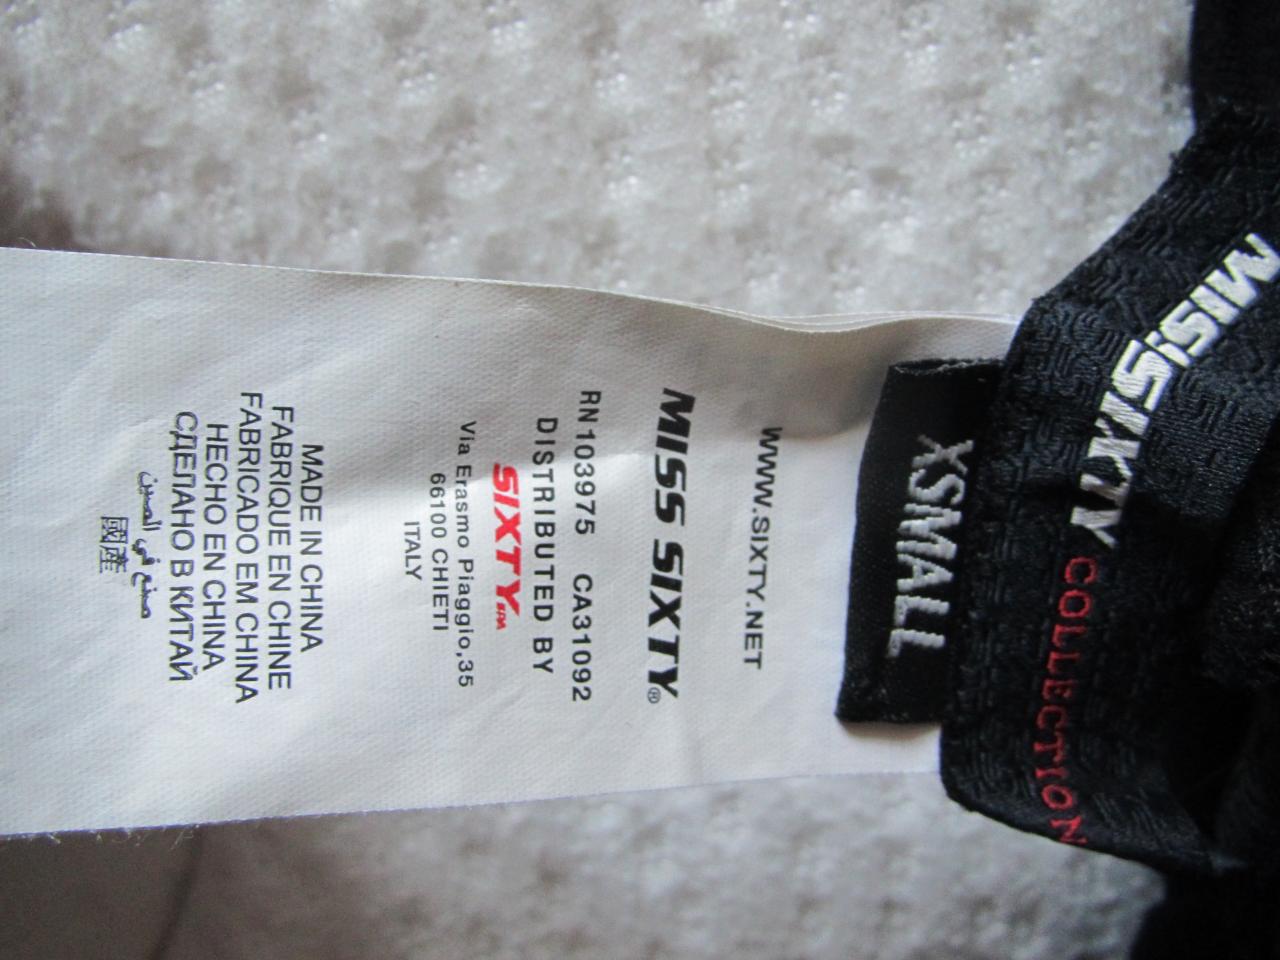 MISS SIXTY
COLLECTION
XSMALL
WWW.SIXTY.NET
MISS SIXTY®
RN103975 CA31092
DISTRIBUTED BY
SIXTY SPA
Via Erasmo Piaggio,35
66100 CHIETI
ITALY
MADE IN CHINA
FABRIQUE EN CHINE
FABRICADO EM CHINA
HECHO EN CHINA
СДЕЛАНО В КИТАЙ
صنع في الصين
國產